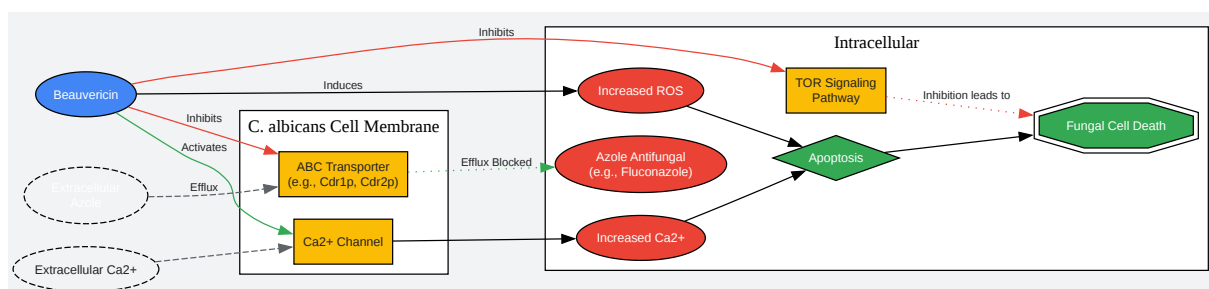 Inhibits
Intracellular
TOR Signaling
Pathway
Beauvericin
Induces
Increased ROS
Inhibition leads to
Fungal Cell Death
Inhibits
C. albicans Cell Membrane
Activates
ABC Transporter
(e.g., Cdr1p, Cdr2p)
Efflux Blocked
Azole Antifungal
(e.g., Fluconazole)
Apoptosis
Extracellular
Azole
Efflux
Ca2+ Channel
Increased Ca2+
Extracellular Ca2+